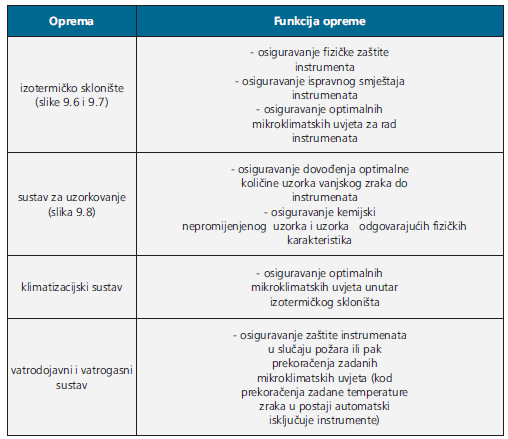 Oprema
Funkcija opreme
izotermičko sklonište
(slike 9.6 i 9.7)
- osiguravanje fizičke zaštite
instrumenta
- osiguravanje ispravnog smještaja
instrumenata
- osiguravanje optimalnih
mikroklimatskih uvjeta za rad
instrumenata
sustav za uzorkovanje
(slika 9.8)
- osiguravanje dovođenja optimalne
količine uzorka vanjskog zraka do
instrumenata
- osiguravanje kemijski
nepromijenjenog uzorka i uzorka odgovarajućih fizičkih
karakteristika
klimatizacijski sustav
- osiguravanje optimalnih
mikroklimatskih uvjeta unutar
izotermičkog skloništa
vatrodojavni i vatrogasni
sustav
- osiguravanje zaštite instrumenata
u slučaju požara ili pak
prekoračenja zadanih
mikroklimatskih uvjeta (kod
prekoračenja zadane temperature
zraka u postaji automatski
isključuje instrumente)